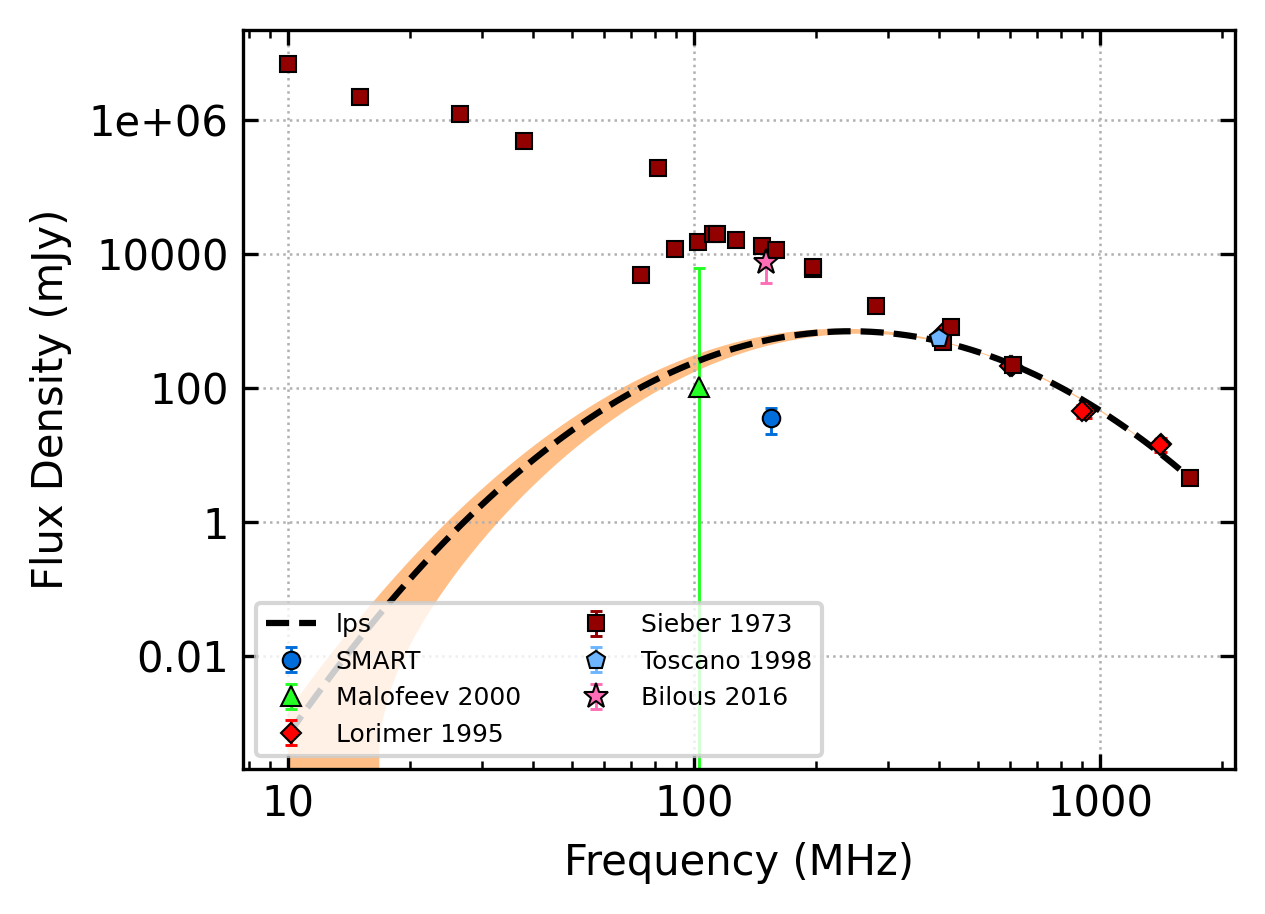 Flux Density (mJy)
1e+06
10000
100
1
0.01
lps
SMART
Malofeev 2000
Lorimer 1995
Sieber 1973
Toscano 1998
Bilous 2016
10
100
1000
Frequency (MHz)